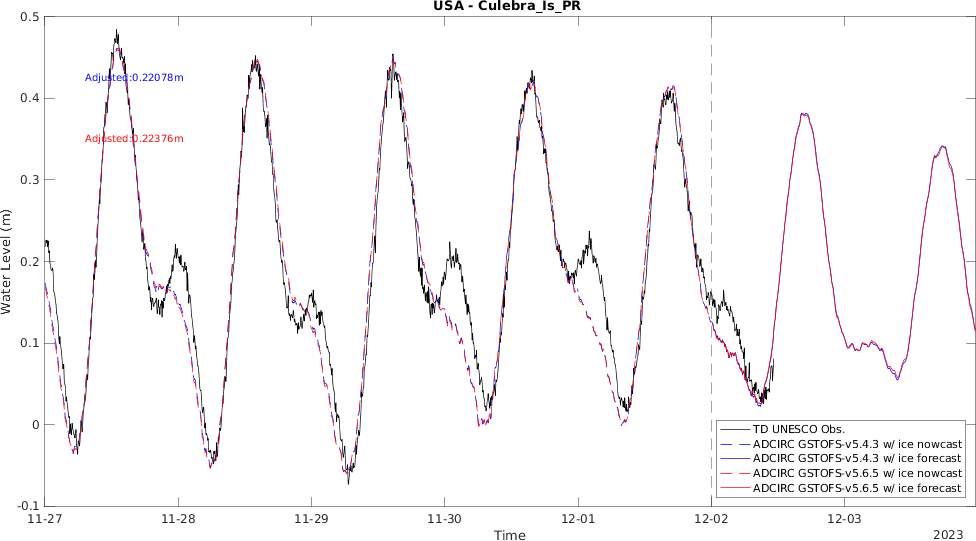 USA - Culebra_Is_PR
0.5
Adjusted:0.22078m
0.4
Adjusted:0.22376m
0.3
0.2
Water Level (m)
0.1
0
-0.1
TD UNESCO Obs.
ADCIRC GSTOFS-v5.4.3 w/ ice nowcast
ADCIRC GSTOFS-v5.4.3 w/ ice forecast
ADCIRC GSTOFS-v5.6.5 w/ ice nowcast
ADCIRC GSTOFS-v5.6.5 w/ ice forecast
11-27 11-28 11-29 11-30 12-01 12-02 12-03
Time
2023